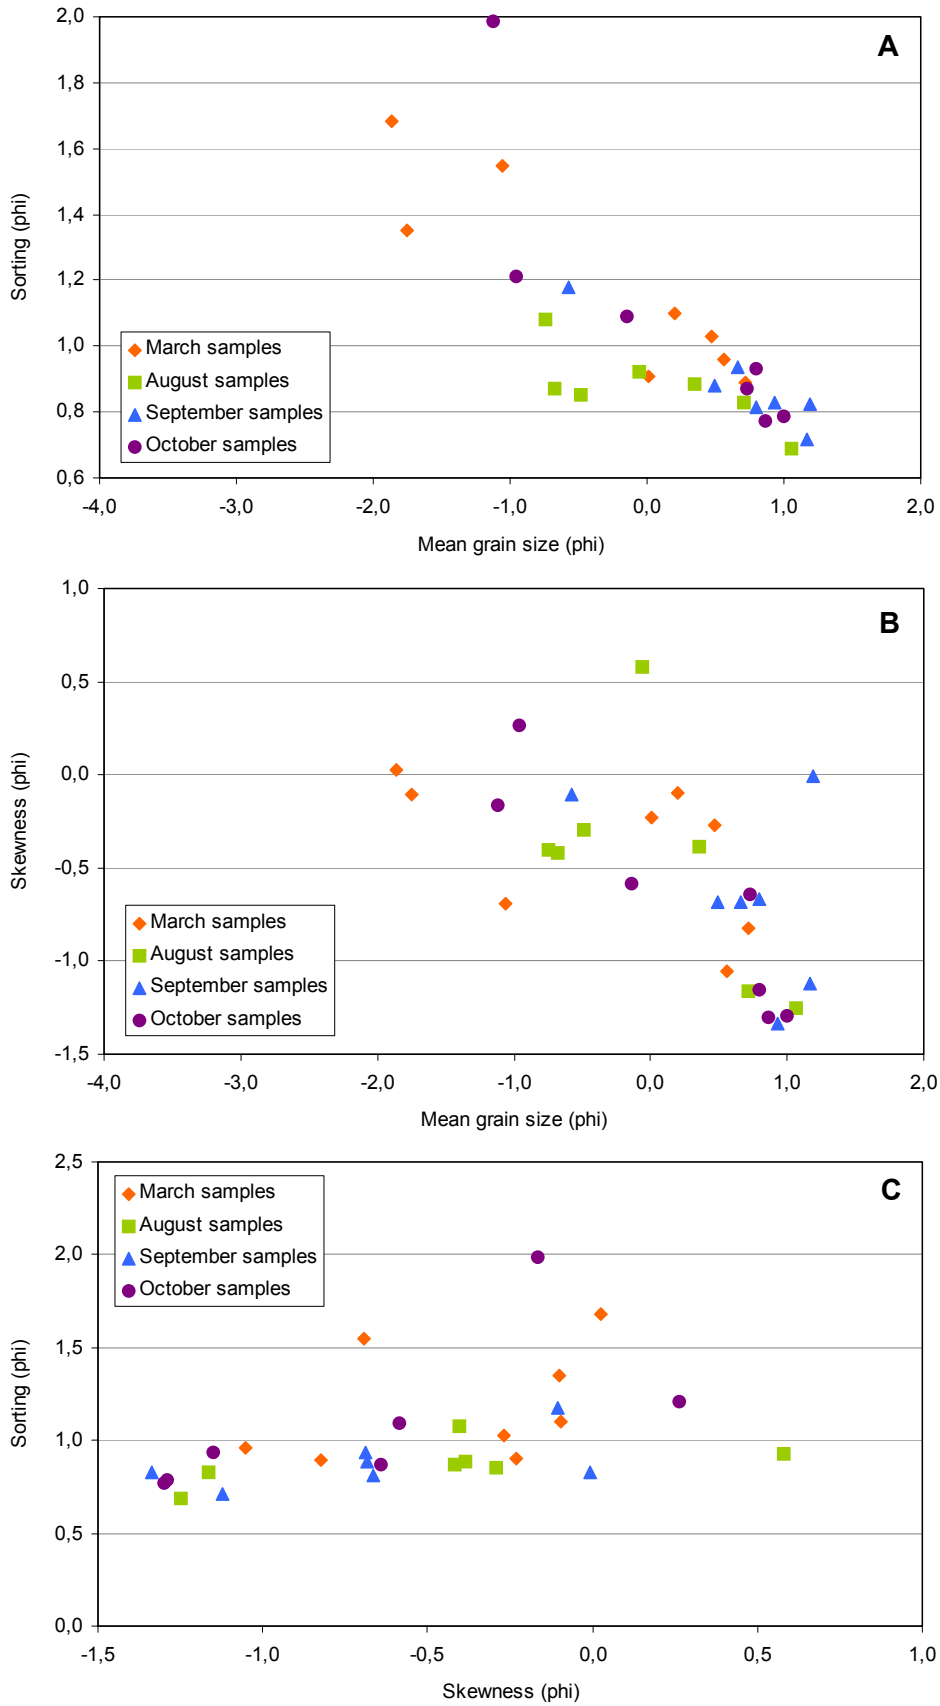 A
2,0
1,8
1,6
1,4
1,2
1,0
0,8
0,6
Sorting (phi)
March samples
August samples
September samples
October samples
-4,0 -3,0 -2,0 -1,0 0,0 1,0 2,0
Mean grain size (phi)
B
1,0
0,5
0,0
-0,5
-1,0
-1,5
Skewness (phi)
March samples
August samples
September samples
October samples
-4,0 -3,0 -2,0 -1,0 0,0 1,0 2,0
Mean grain size (phi)
C
2,5
2,0
1,5
1,0
0,5
0,0
Sorting (phi)
March samples
August samples
September samples
October samples
-1,5 -1,0 -0,5 0,0 0,5 1,0
Skewness (phi)